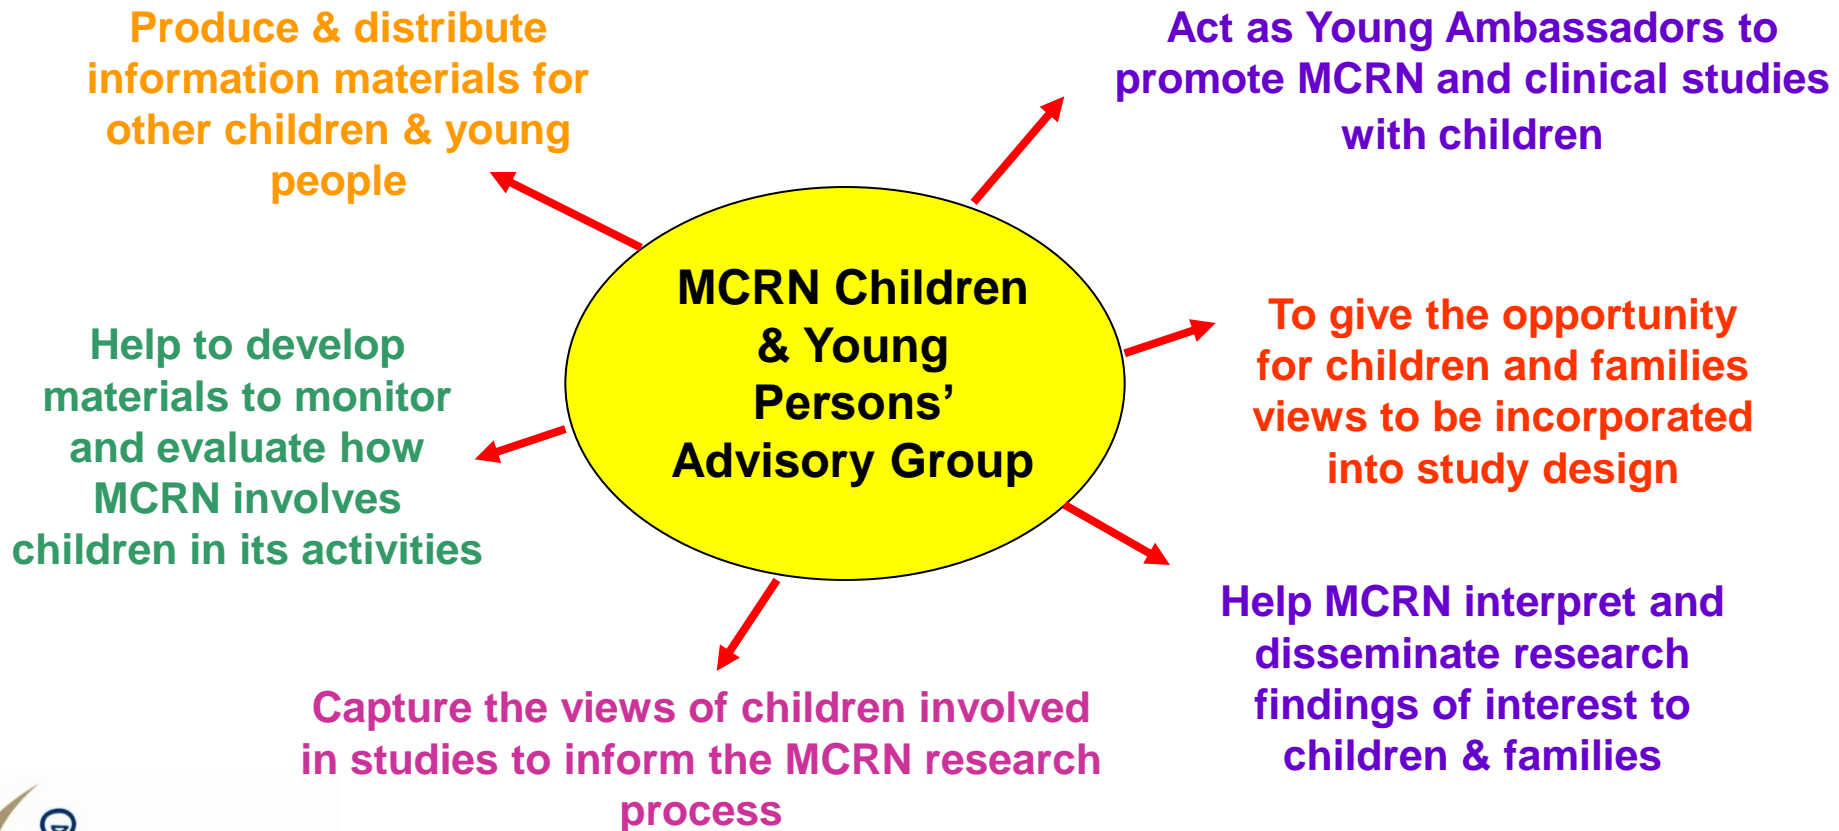 Produce & distribute
information materials for
other children & young
people
Act as Young Ambassadors to
promote MCRN and clinical studies
with children
MCRN Children
& Young
Persons’
Advisory Group
To give the opportunity
for children and families
views to be incorporated
into study design
Help to develop
materials to monitor
and evaluate how
MCRN involves
children in its activities
Help MCRN interpret and
disseminate research
findings of interest to
children & families
Capture the views of children involved
in studies to inform the MCRN research
process